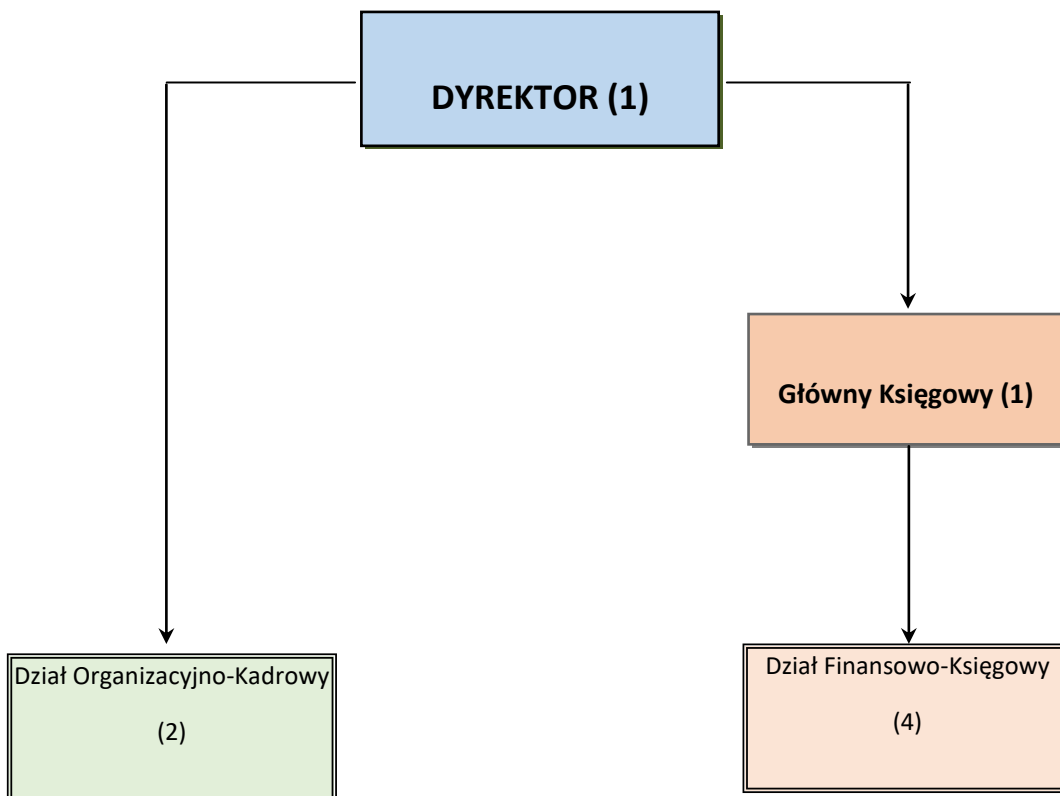 DYREKTOR (1)
Główny Księgowy (1)
Dział Organizacyjno-Kadrowy
(2)
Dział Finansowo-Księgowy
(4)